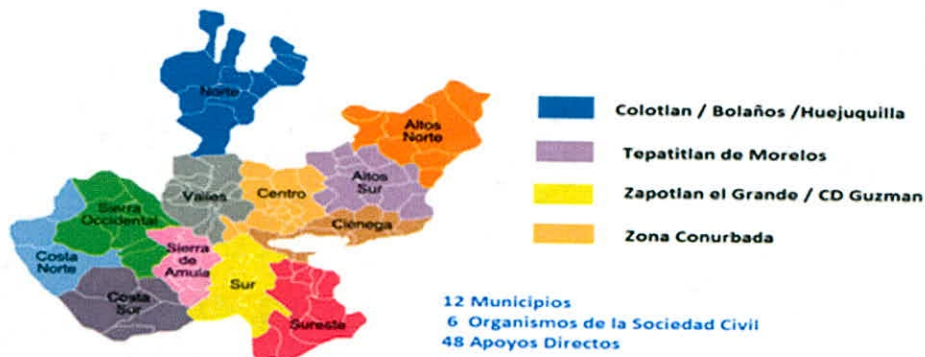 Norte
Altos
Norte
Altos
Sur
Valles
Centro
Ciénega
Sierra
Occidental
Costa
Norte
Sierra
de
Amula
Sur
Costa
Sur
Sureste
Colotlan / Bolaños /Huejuquilla
Tepatitlan de Morelos
Zapotlan el Grande / CD Guzman
Zona Conurbada
12 Municipios
6 Organismos de la Sociedad Civil
48 Apoyos Directos